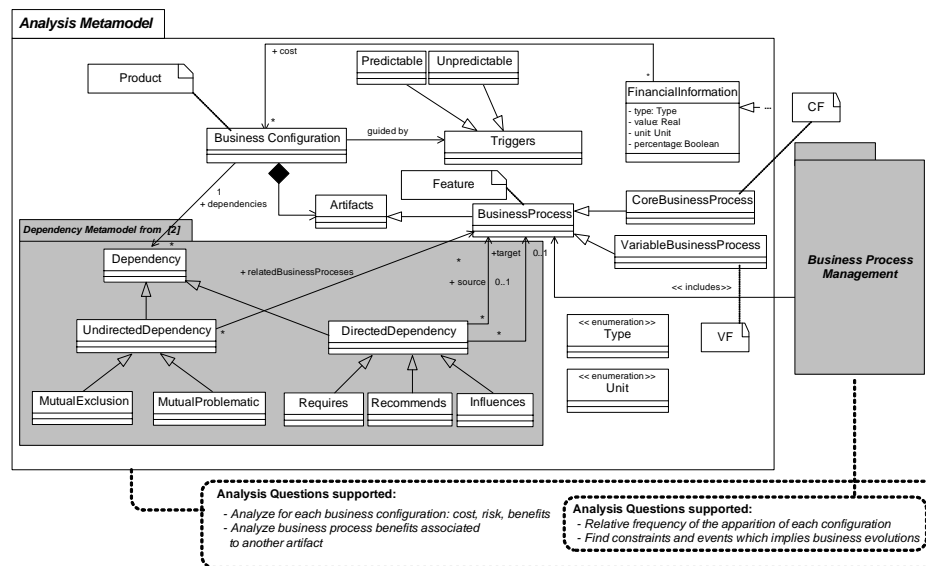 Analysis Metamodel
+ cost
Predictable
Unpredictable
*
Product
FinancialInformation
- type: Type
- value: Real
- unit: Unit
- percentage: Boolean
...
CF
*
Business Configuration
guided by
Triggers
Feature
1
+ dependencies
Artifacts
BusinessProcess
CoreBusinessProcess
VariableBusinessProcess
Dependency Metamodel from [2]
*
Dependency
+ relatedBusinessProceses
*
+target
0..1
+ source
0..1
<< includes>>
Business Process
Management
UndirectedDependency
*
DirectedDependency
*
*
<< enumeration>>
Type
VF
<< enumeration>>
Unit
MutualExclusion
MutualProblematic
Requires
Recommends
Influences
Analysis Questions supported:
- Analyze for each business configuration: cost, risk, benefits
- Analyze business process benefits associated
to another artifact
Analysis Questions supported:
- Relative frequency of the apparition of each configuration
- Find constraints and events which implies business evolutions